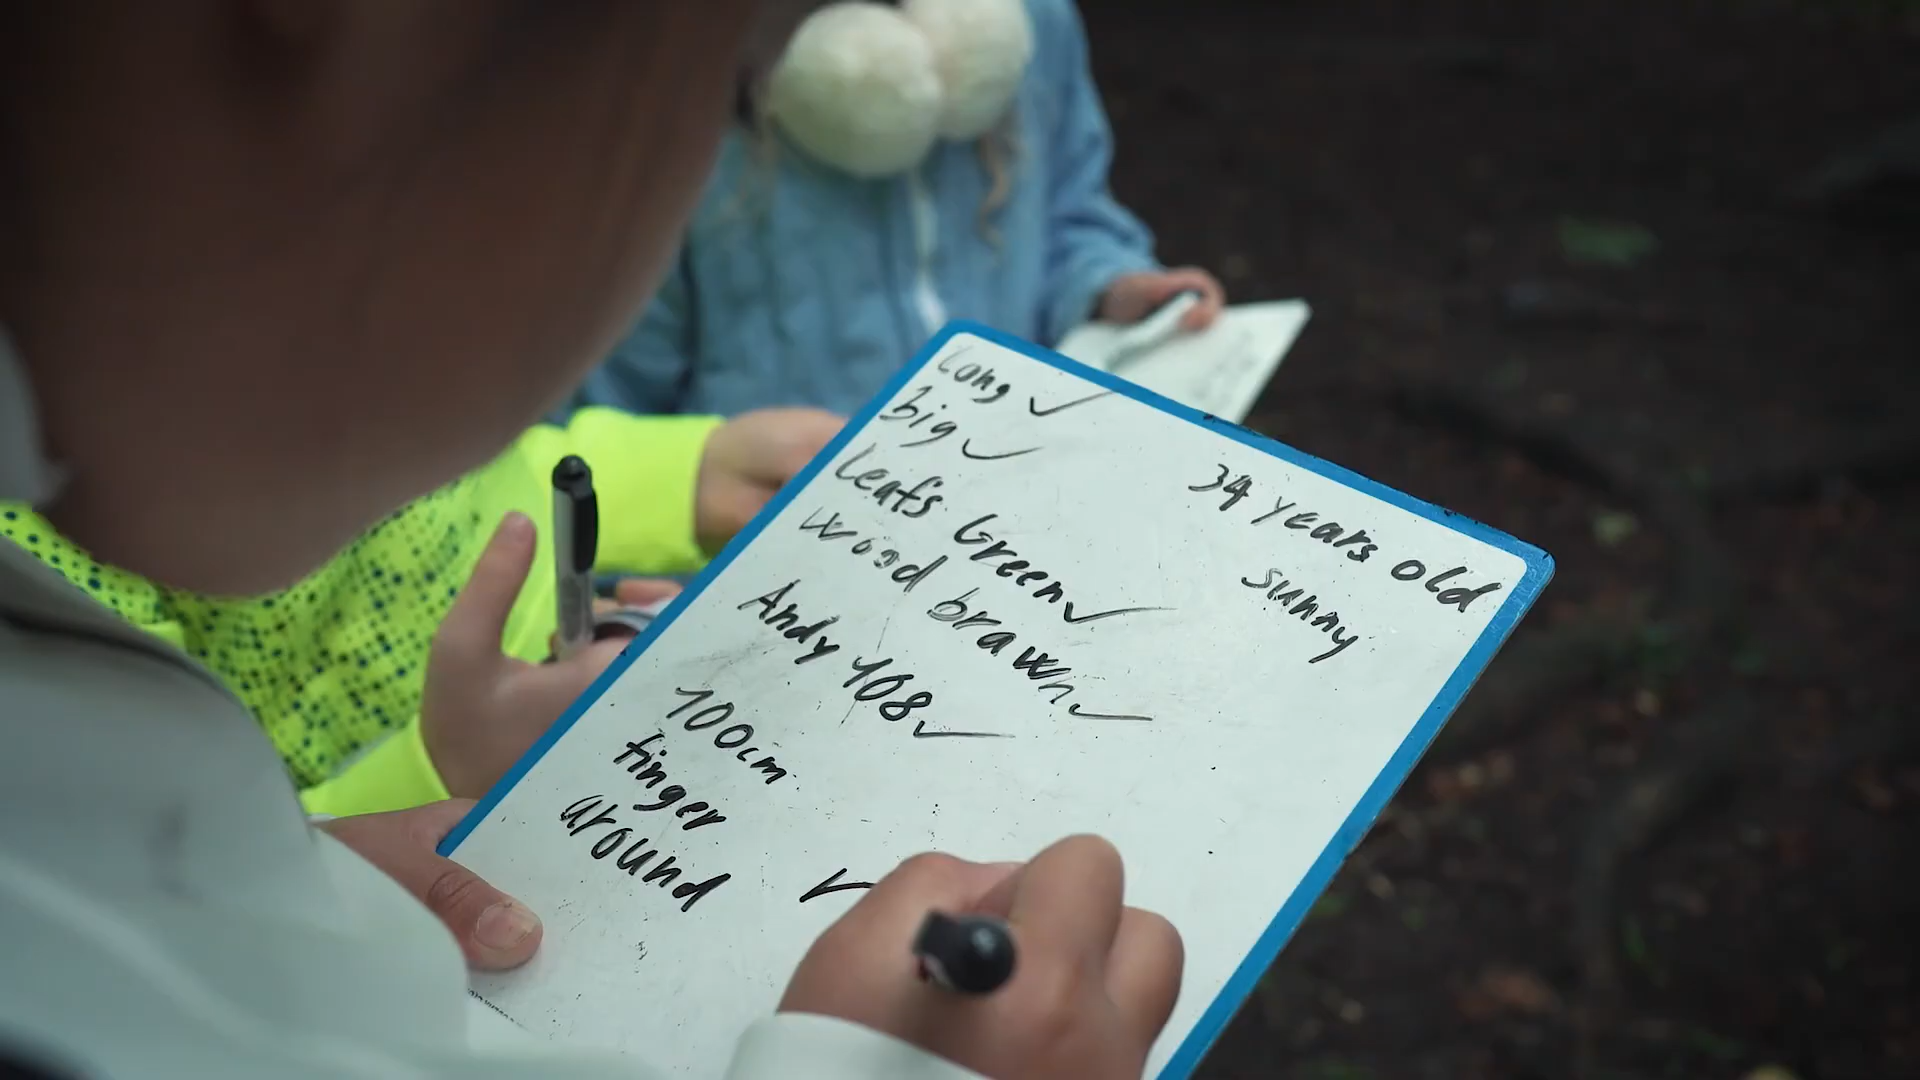 Long ✓
big ✓
Leafs Green ✓
wood brawn ✓
Andy 108 ✓
100cm
finger
around ✓
34 years old
sunny